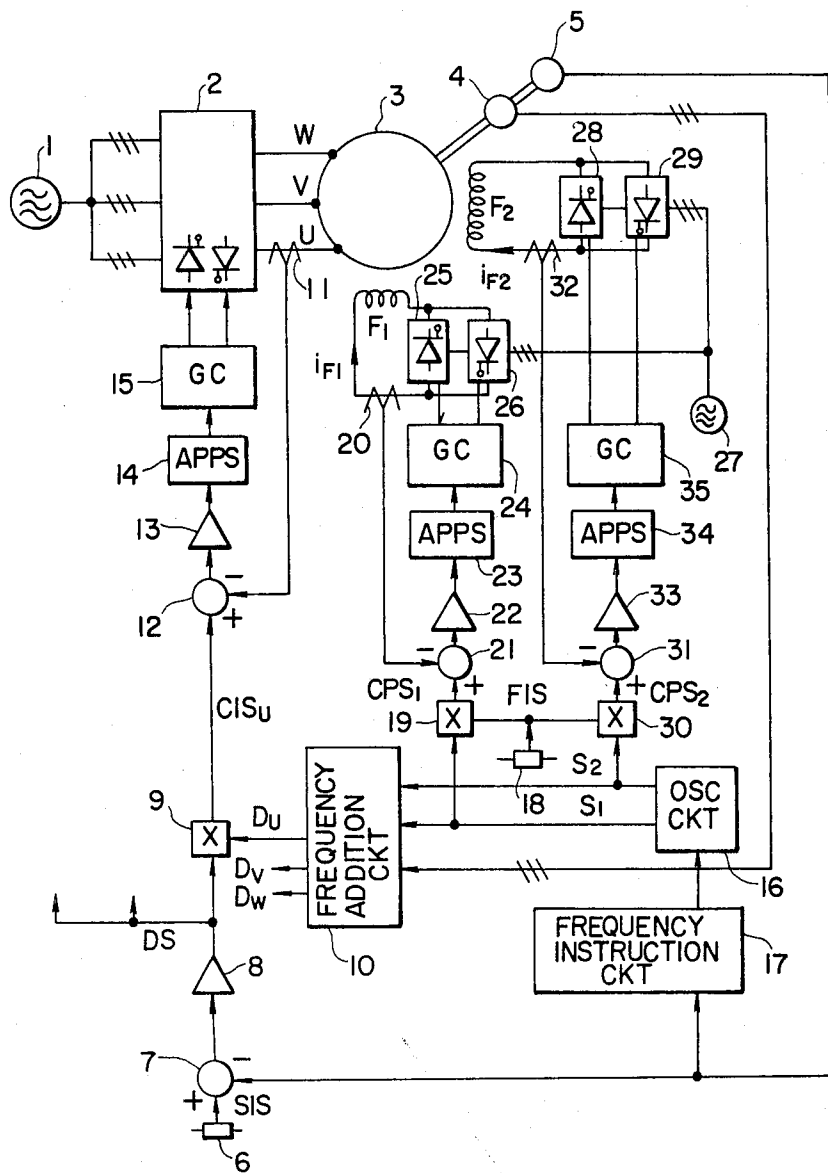 5
4
2
3
28
29
1
W
V
U
F2
11
25
iF2
32
F1
iF1
15
GC
20
26
27
14
APPS
GC
24
GC
35
13
APPS
23
APPS
34
12
-
+
22
33
-
21
+
-
31
+
CISU
CPS1
FIS
CPS2
19
X
X
30
18
S2
S1
OSC
CKT
16
9
X
DU
DV
DW
FREQUENCY
ADDITION
CKT
10
DS
8
FREQUENCY
INSTRUCTION
CKT
17
7
-
+
SIS
6